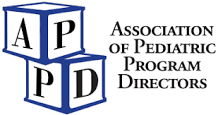 A P
P D
ASSOCIATION
OF PEDIATRIC
PROGRAM
DIRECTORS